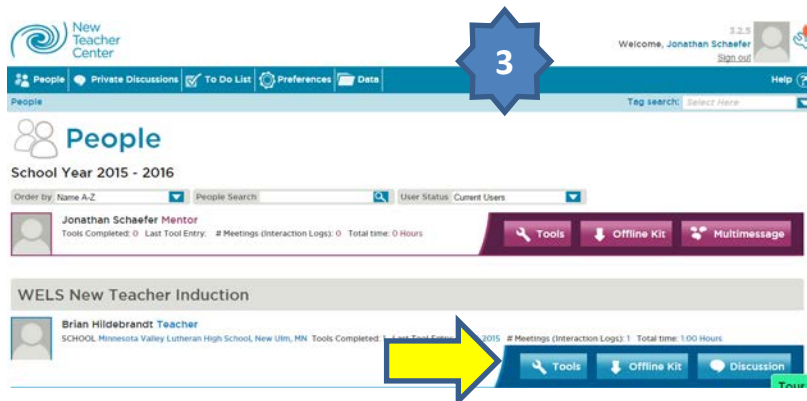 New
Teacher
Center
3
3.2.5
Welcome, Jonathan Schaefer
Sign out
People Private Discussions To Do List Preferences Data Help
People Tag search: Select Here
People
School Year 2015 - 2016
Order by Name A-Z People Search User Status Current Users
Jonathan Schaefer Mentor
Tools Completed: 0 Last Tool Entry: # Meetings (Interaction Logs): 0 Total time: 0 Hours
Tools Offline Kit Multimessage
WELS New Teacher Induction
Brian Hildebrandt Teacher
SCHOOL Minnesota Valley Lutheran High School, New Ulm, MN Tools Completed: 2015 # Meetings (Interaction Logs): 1 Total time: 1.00 Hours
Tools Offline Kit Discussion
Tour